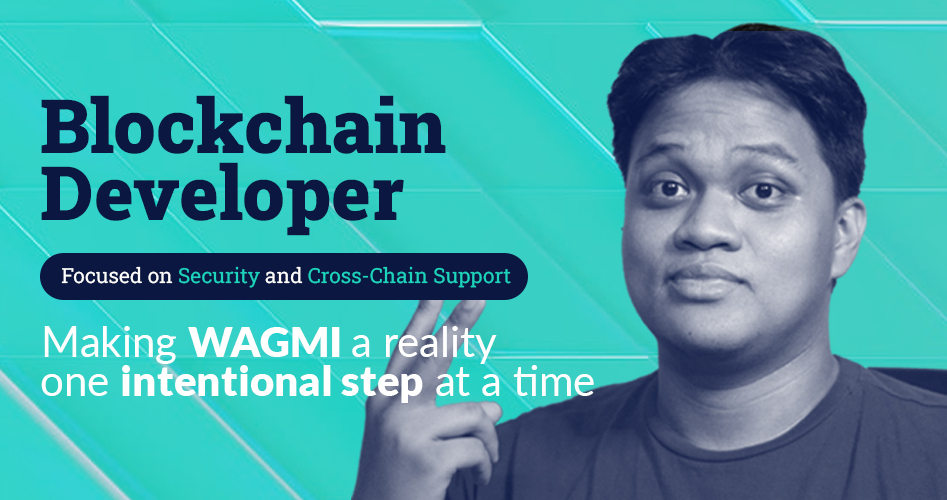 Blockchain
Developer
Focused on Security and Cross-Chain Support
Making WAGMI a reality
one intentional step at a time